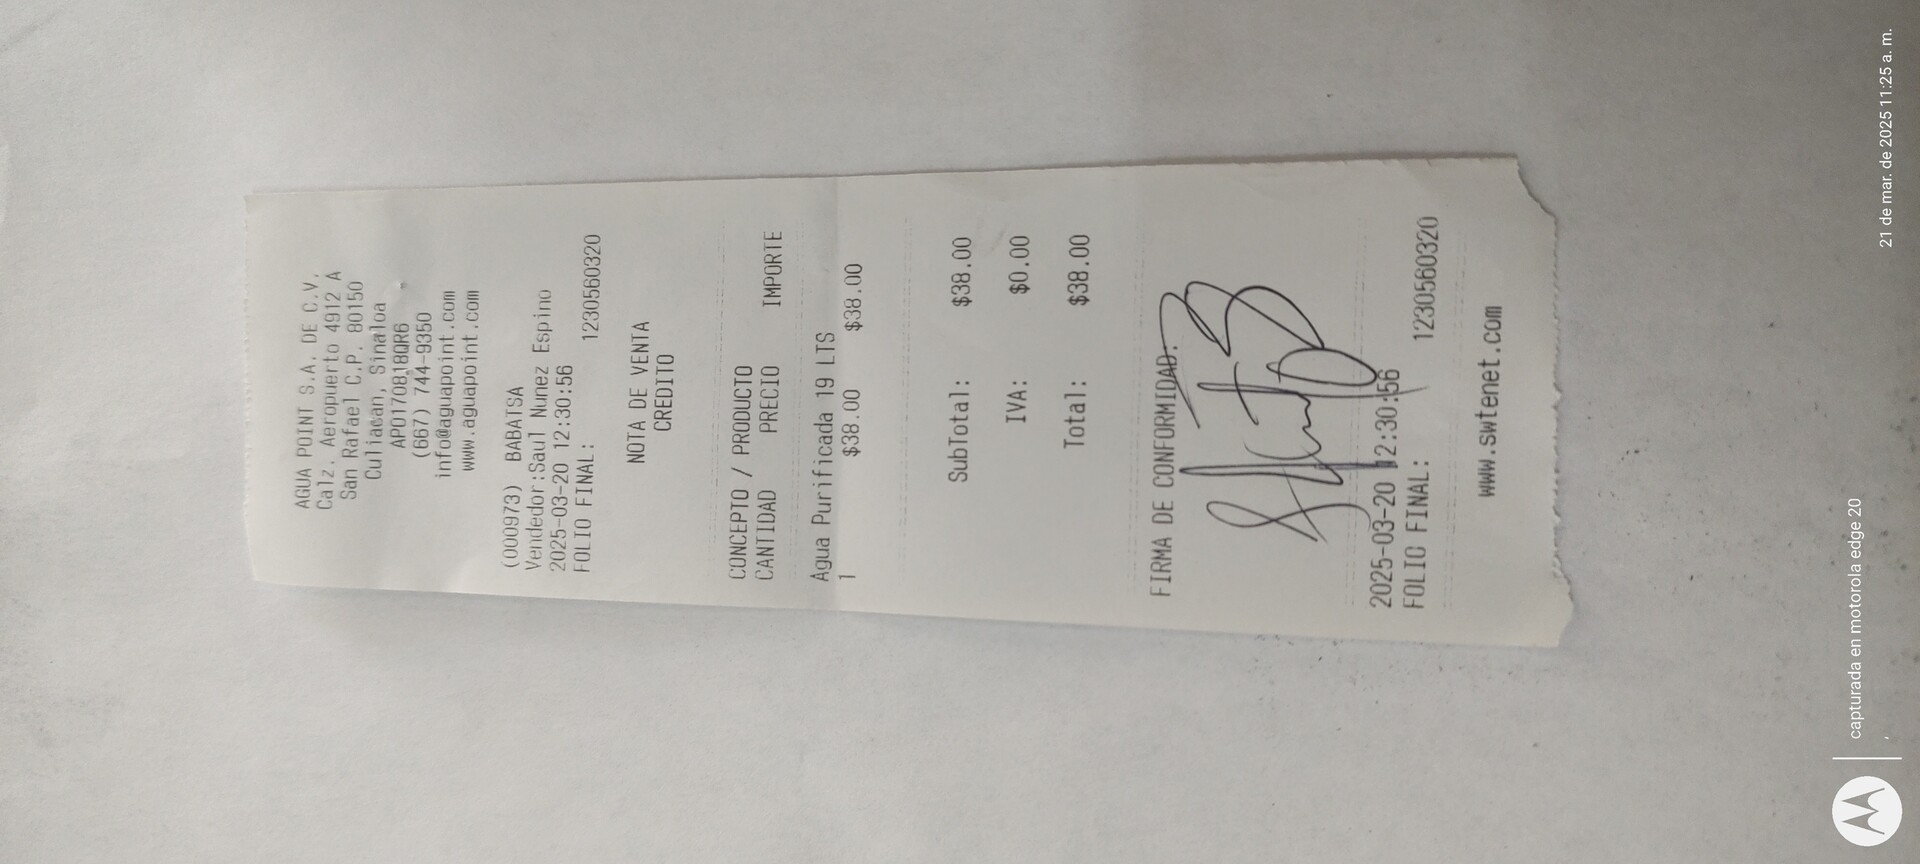 AGUA POINT S.A. DE C.V.
Calz. Aeropuerto 4912 A
San Rafael C.P. 80150
Culiacan, Sinaloa
APO170818QR6
(667) 744-9350
info@aguapoint.com
www.aguapoint.com
(000973) BABATSA
Vendedor:Saul Nunez Espino
2025-03-20 12:30:56
FOLIO FINAL: 1230560320
NOTA DE VENTA
CREDITO
CONCEPTO / PRODUCTO
CANTIDAD PRECIO IMPORTE
Agua Purificada 19 LTS
1 $38.00 $38.00
SubTotal: $38.00
IVA: $0.00
Total: $38.00
FIRMA DE CONFORMIDAD:
2025-03-20 12:30:56
FOLIO FINAL: 1230560320
www.swtenet.com
capturada en motorola edge 20
21 de mar. de 2025 11:25 a. m.